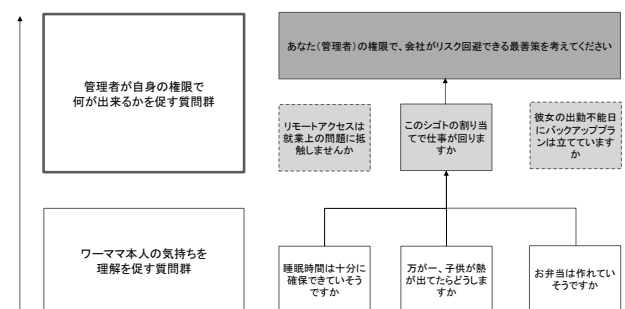 管理者が自身の権限で
何が出来るかを促す質問群
あなた（管理者）の権限で、会社がリスク回避できる最善策を考えてください
リモートアクセスは
就業上の問題に抵
触しませんか
このシゴトの割り当
てで仕事が回りま
すか
彼女の出勤不能日
にバックアッププラ
ンは立てています
か
ワーママ本人の気持ちを
理解を促す質問群
睡眠時間は十分に
確保できていそう
ですか
万が一、子供が熱
が出てたらどうしま
すか
お弁当は作れてい
そうですか